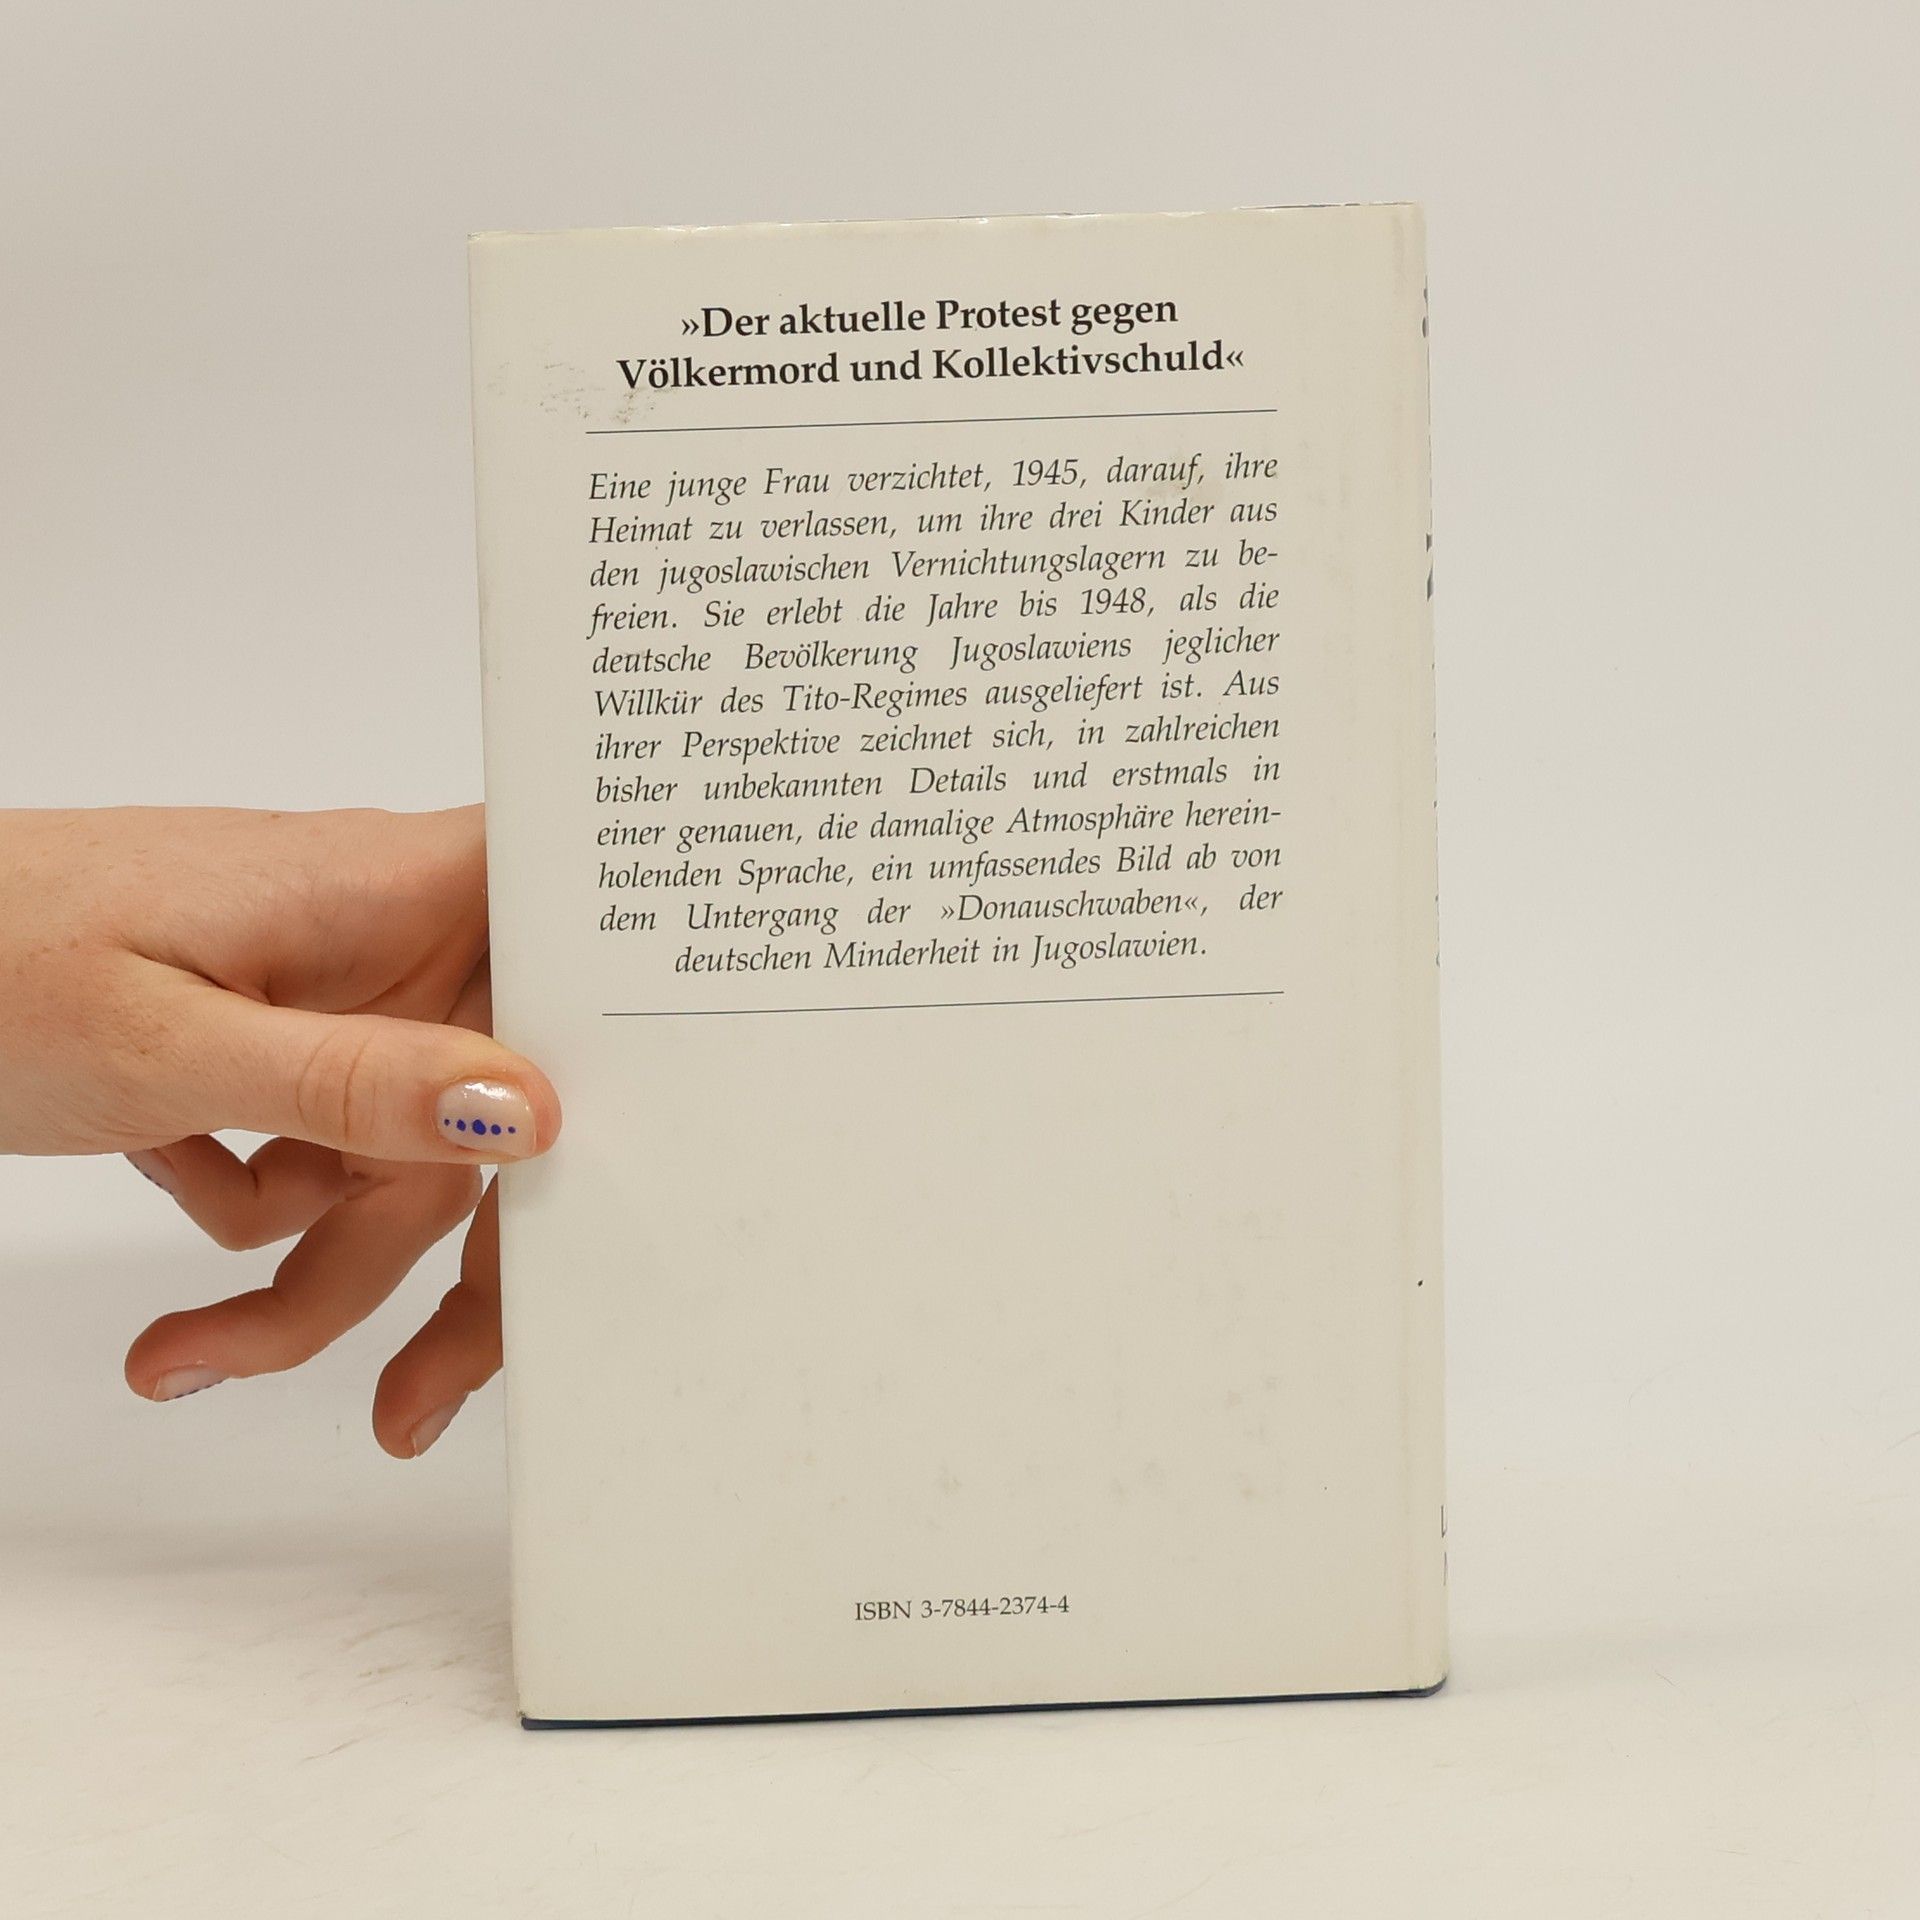 »Der aktuelle Protest gegen
Völkermord und Kollektivschuld«
Eine junge Frau verzichtet, 1945, darauf, ihre
Heimat zu verlassen, um ihre drei Kinder aus
den jugoslawischen Vernichtungslagern zu be-
freien. Sie erlebt die Jahre bis 1948, als die
deutsche Bevölkerung Jugoslawiens jeglicher
Willkür des Tito-Regimes ausgeliefert ist. Aus
ihrer Perspektive zeichnet sich, in zahlreichen
bisher unbekannten Details und erstmals in
einer genauen, die damalige Atmosphäre herein-
holenden Sprache, ein umfassendes Bild ab von
dem Untergang der »Donauschwaben«, der
deutschen Minderheit in Jugoslawien.
ISBN 3-7844-2374-4